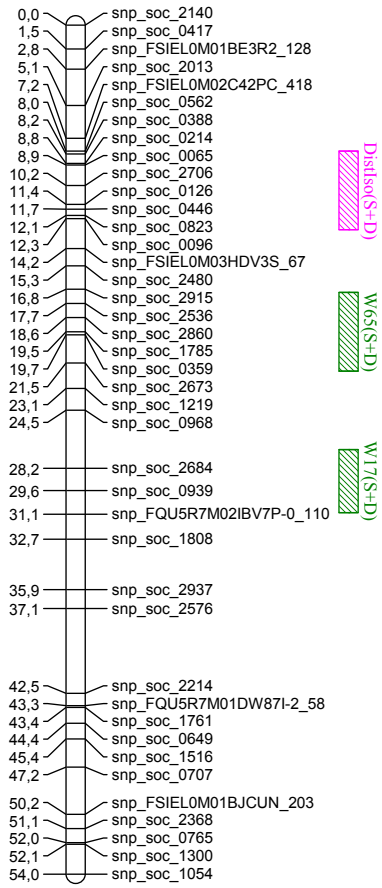 0,0 snp_soc_2140
1,5 snp_soc_0417
2,8 snp_FSIEL0M01BE3R2_128
5,1 snp_soc_2013
7,2 snp_FSIEL0M02C42PC_418
8,0 snp_soc_0562
8,2 snp_soc_0388
8,8 snp_soc_0214
8,9 snp_soc_0065
10,2 snp_soc_2706
11,4 snp_soc_0126
11,7 snp_soc_0446
12,1 snp_soc_0823
12,3 snp_soc_0096
14,2 snp_FSIEL0M03HDV3S_67
15,3 snp_soc_2480
16,8 snp_soc_2915
17,7 snp_soc_2536
18,6 snp_soc_2860
19,5 snp_soc_1785
19,7 snp_soc_0359
21,5 snp_soc_2673
23,1 snp_soc_1219
24,5 snp_soc_0968
28,2 snp_soc_2684
29,6 snp_soc_0939
31,1 snp_FQU5R7M02IBV7P-0_110
32,7 snp_soc_1808
35,9 snp_soc_2937
37,1 snp_soc_2576
42,5 snp_soc_2214
43,3 snp_FQU5R7M01DW87I-2_58
43,4 snp_soc_1761
44,4 snp_soc_0649
45,4 snp_soc_1516
47,2 snp_soc_0707
50,2 snp_FSIEL0M01BJCUN_203
51,1 snp_soc_2368
52,0 snp_soc_0765
52,1 snp_soc_1300
54,0 snp_soc_1054
DistIso(S+D)
W65(S+D)
W17(S+D)